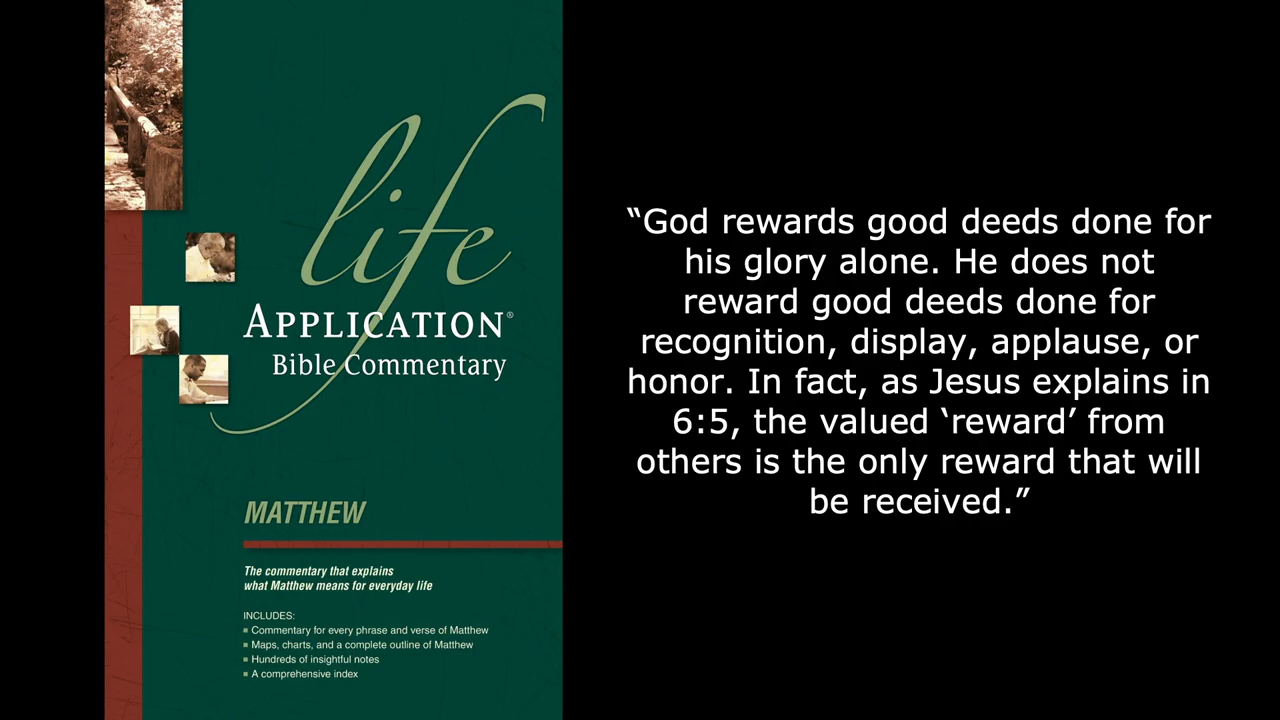 life
APPLICATION®
Bible Commentary
MATTHEW
The commentary that explains
what Matthew means for everyday life
INCLUDES:
▪ Commentary for every phrase and verse of Matthew
▪ Maps, charts, and a complete outline of Matthew
▪ Hundreds of insightful notes
▪ A comprehensive index
“God rewards good deeds done for
his glory alone. He does not
reward good deeds done for
recognition, display, applause, or
honor. In fact, as Jesus explains in
6:5, the valued ‘reward’ from
others is the only reward that will
be received.”